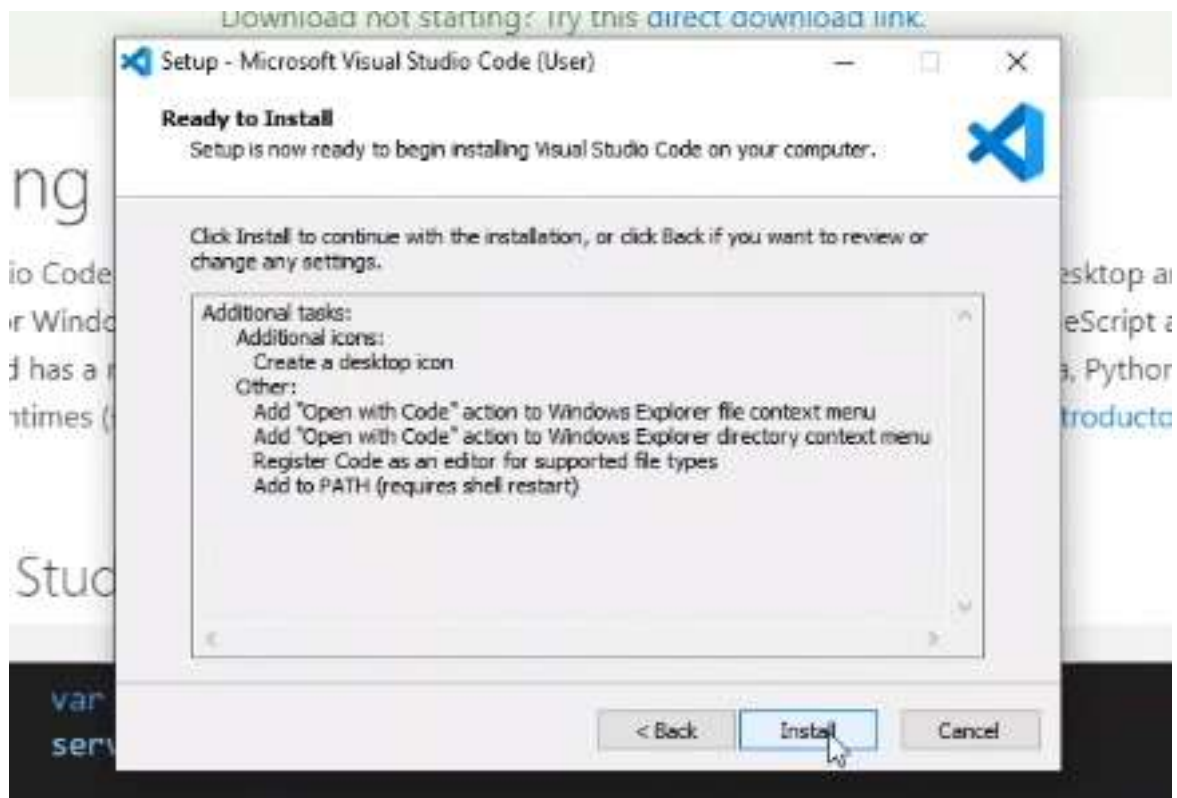 Download not starting? Try this direct download link.
Setup - Microsoft Visual Studio Code (User)
Ready to Install
Setup is now ready to begin installing Visual Studio Code on your computer.
ng
Click Install to continue with the installation, or click Back if you want to review or
change any settings.
io Code
esktop a
r Windo
eScript a
d has a r
a, Python
ntimes (
troducto
Additional tasks:
Additional icons:
Create a desktop icon
Other:
Add "Open with Code" action to Windows Explorer file context menu
Add "Open with Code" action to Windows Explorer directory context menu
Register Code as an editor for supported file types
Add to PATH (requires shell restart)
Stud
var
serv
< Back
Install
Cancel